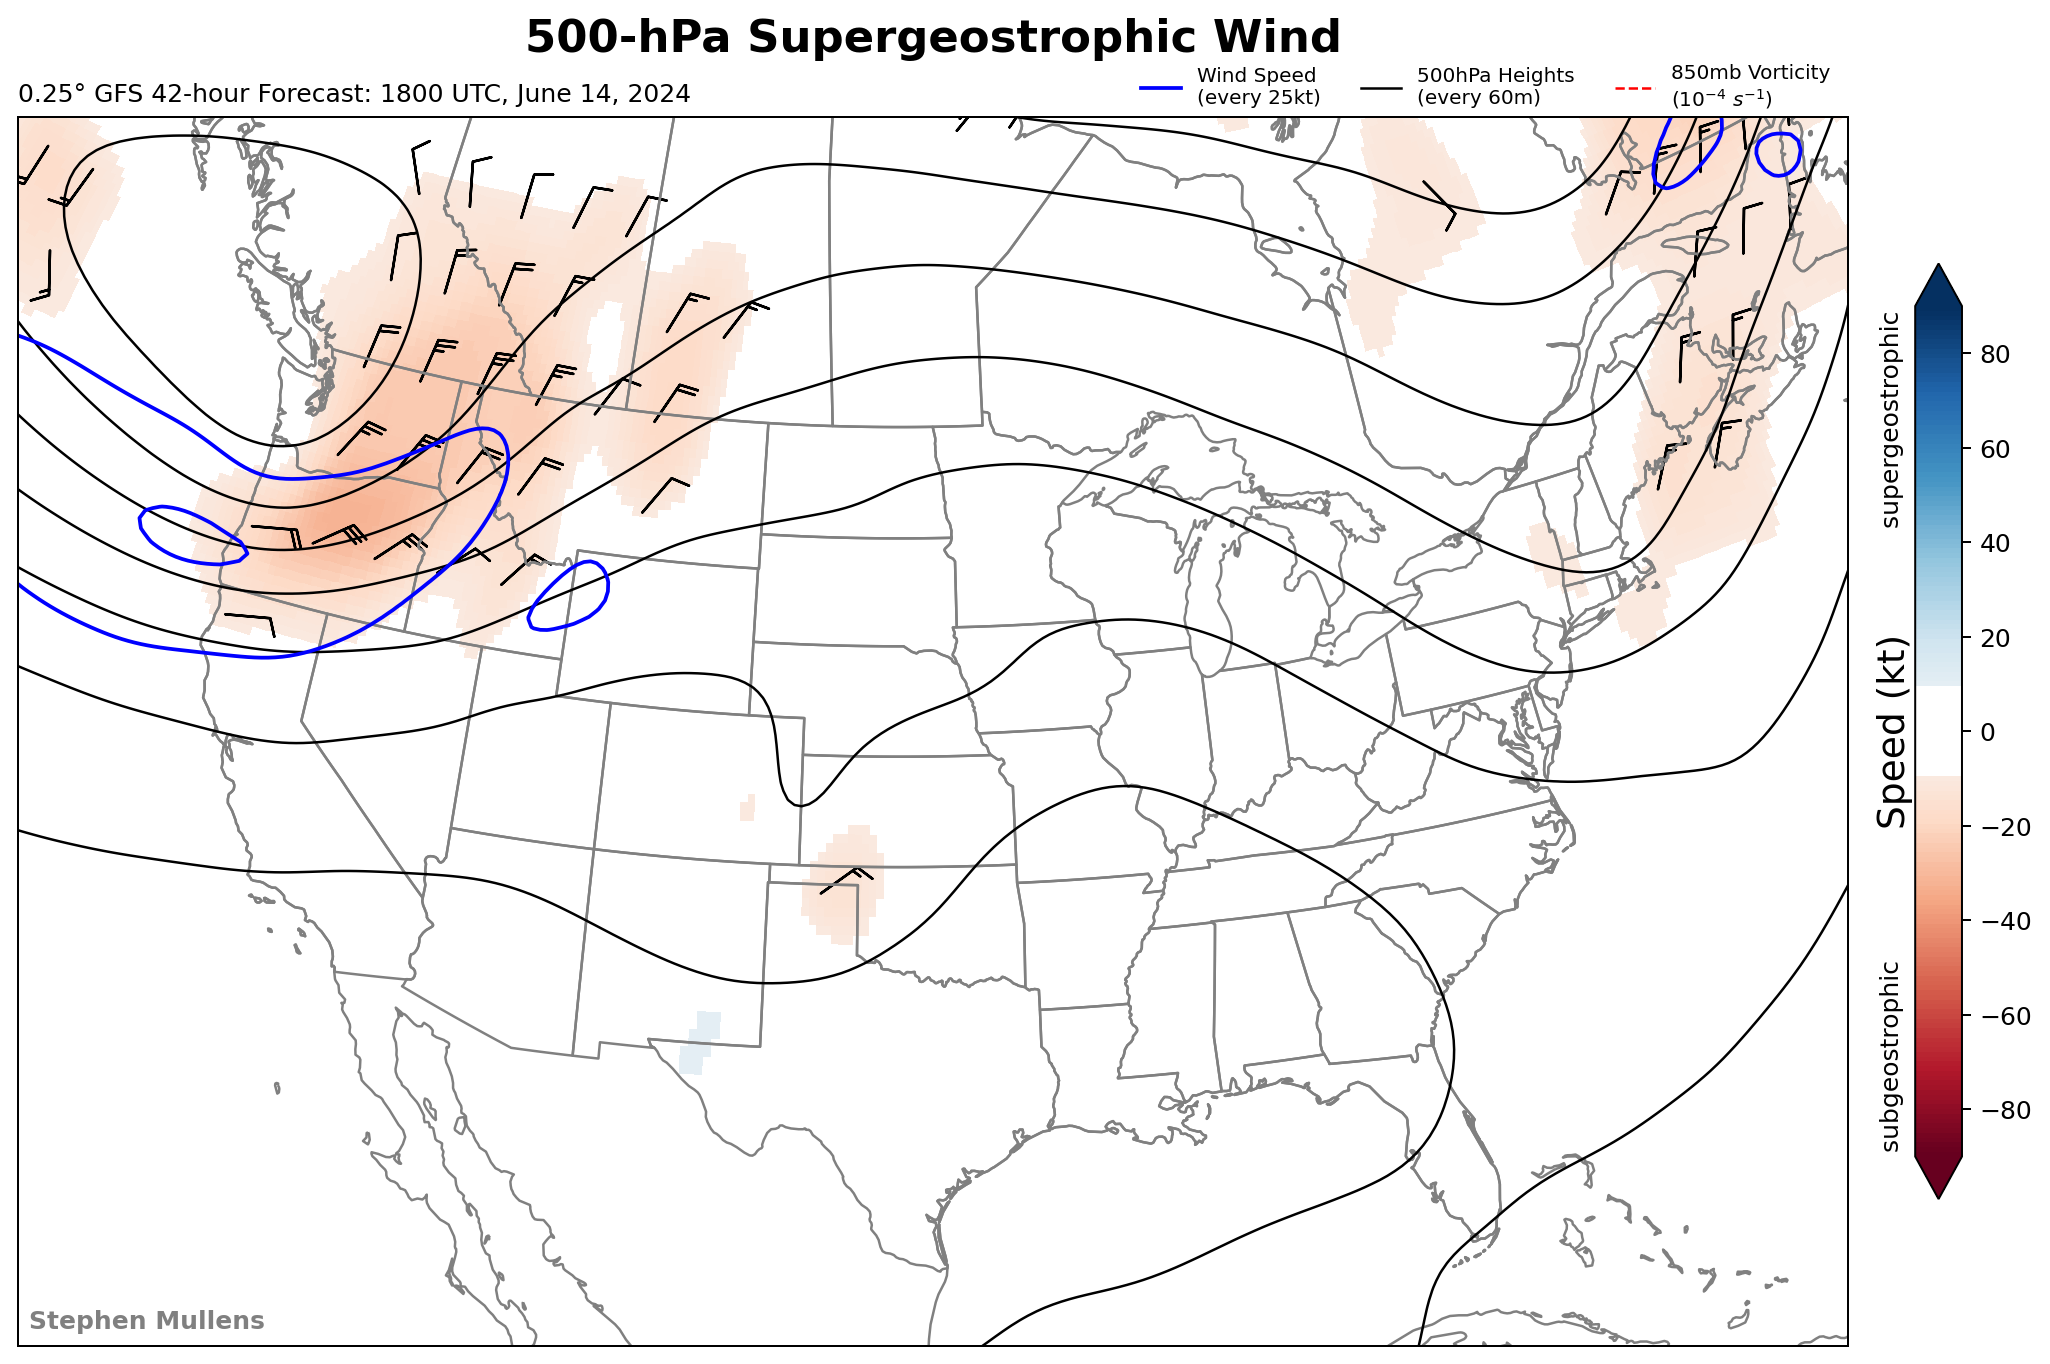 500-hPa Supergeostrophic Wind
0.25° GFS 42-hour Forecast: 1800 UTC, June 14, 2024
Wind Speed
(every 25kt)
500hPa Heights
(every 60m)
850mb Vorticity
(10⁻⁴ s⁻¹)
supergeostrophic
Speed (kt)
subgeostrophic
80
60
40
20
0
−20
−40
−60
−80
Stephen Mullens